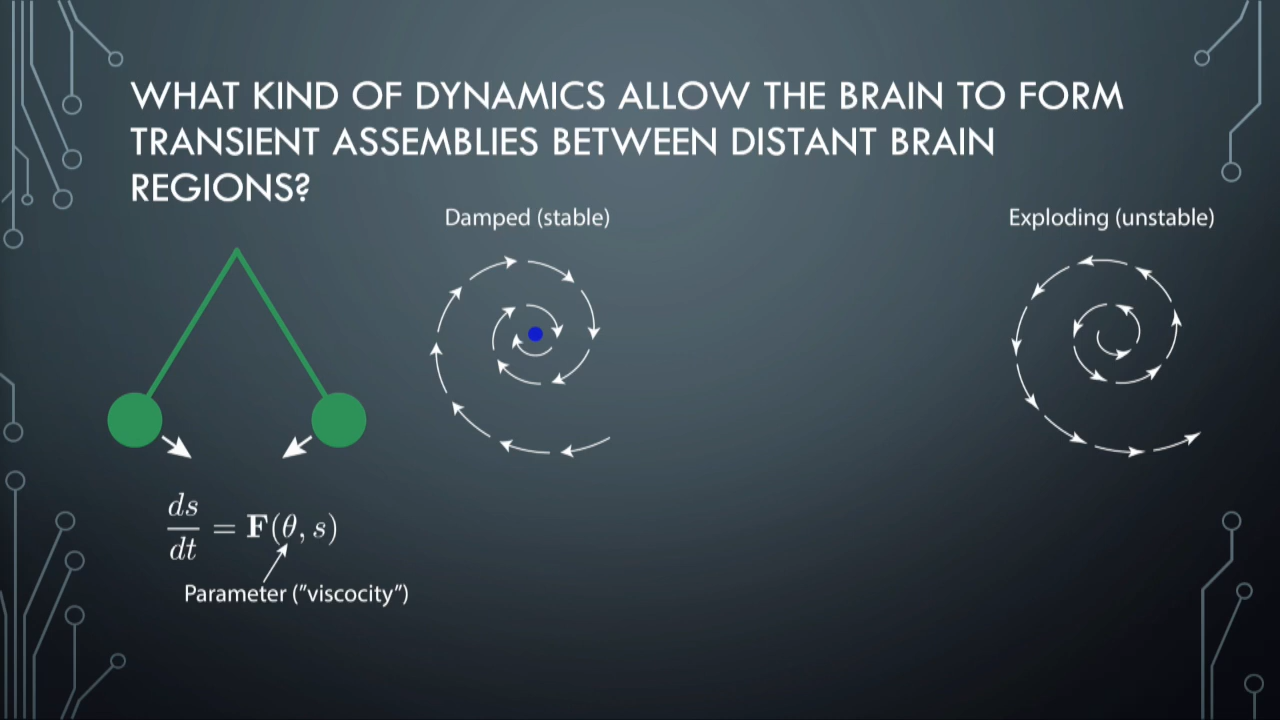 WHAT KIND OF DYNAMICS ALLOW THE BRAIN TO FORM
TRANSIENT ASSEMBLIES BETWEEN DISTANT BRAIN
REGIONS?
Damped (stable)
Exploding (unstable)
ds/dt = F(θ, s)
Parameter ("viscocity")